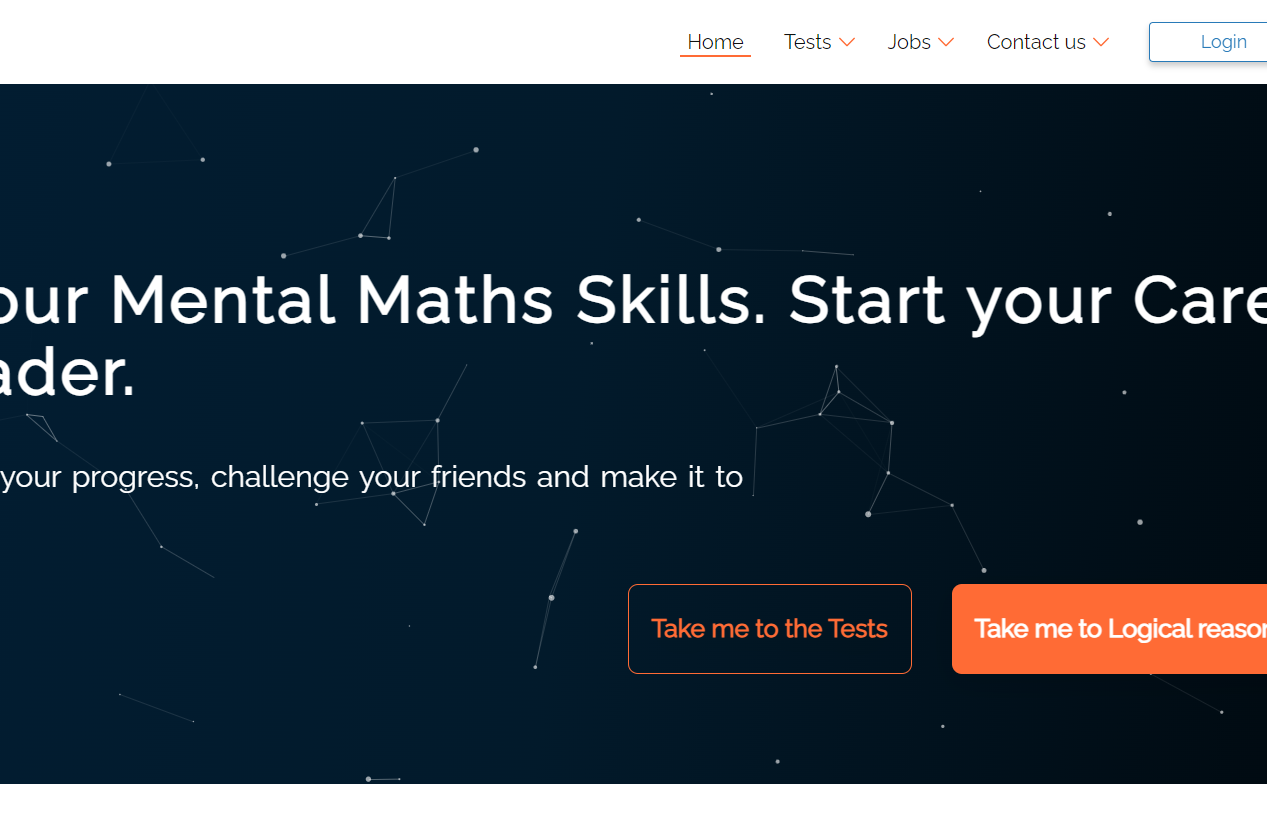 Home Tests Jobs Contact us Login
our Mental Maths Skills. Start your Care
ader.
your progress, challenge your friends and make it to
Take me to the Tests Take me to Logical reason